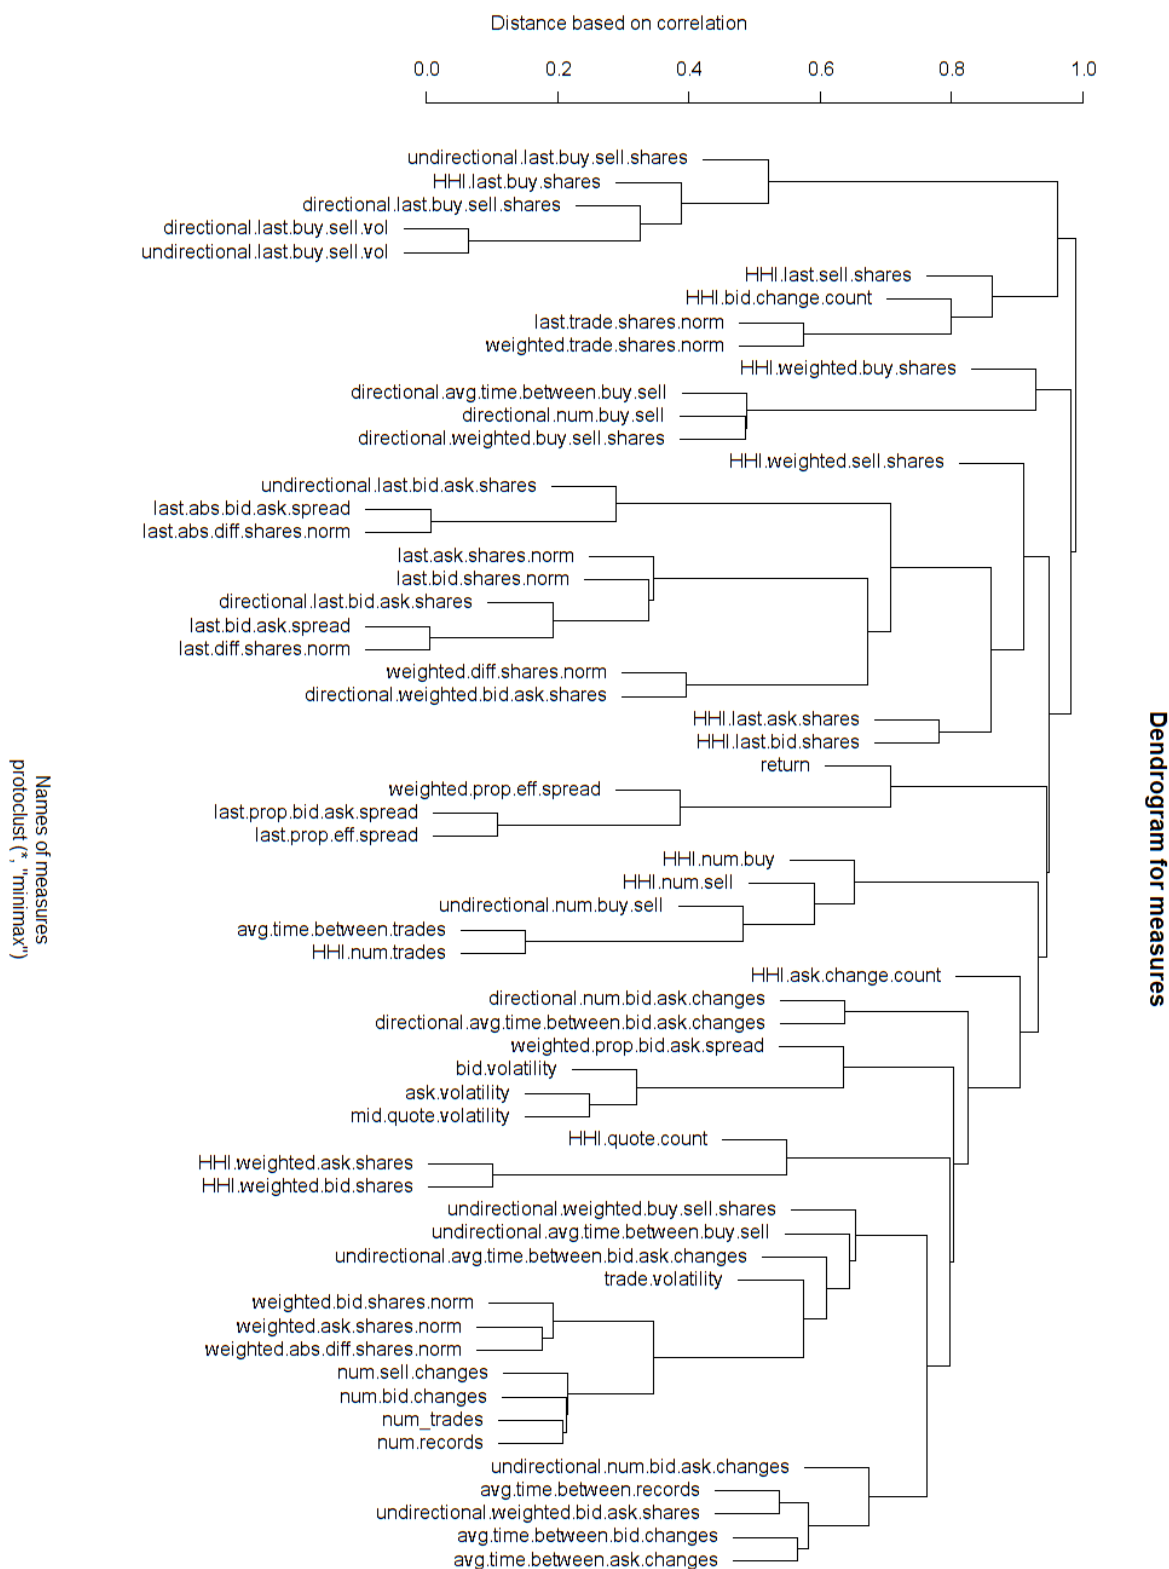 Distance based on correlation
0.0 0.2 0.4 0.6 0.8 1.0
undirectional.last.buy.sell.shares
HHI.last.buy.shares
directional.last.buy.sell.shares
directional.last.buy.sell.vol
undirectional.last.buy.sell.vol
HHI.last.sell.shares
HHI.bid.change.count
last.trade.shares.norm
weighted.trade.shares.norm
HHI.weighted.buy.shares
directional.avg.time.between.buy.sell
directional.num.buy.sell
directional.weighted.buy.sell.shares
HHI.weighted.sell.shares
undirectional.last.bid.ask.shares
last.abs.bid.ask.spread
last.abs.diff.shares.norm
last.ask.shares.norm
last.bid.shares.norm
directional.last.bid.ask.shares
last.bid.ask.spread
last.diff.shares.norm
weighted.diff.shares.norm
directional.weighted.bid.ask.shares
HHI.last.ask.shares
HHI.last.bid.shares
return
weighted.prop.eff.spread
last.prop.bid.ask.spread
last.prop.eff.spread
HHI.num.buy
HHI.num.sell
undirectional.num.buy.sell
avg.time.between.trades
HHI.num.trades
HHI.ask.change.count
directional.num.bid.ask.changes
directional.avg.time.between.bid.ask.changes
weighted.prop.bid.ask.spread
bid.volatility
ask.volatility
mid.quote.volatility
HHI.quote.count
HHI.weighted.ask.shares
HHI.weighted.bid.shares
undirectional.weighted.buy.sell.shares
undirectional.avg.time.between.buy.sell
undirectional.avg.time.between.bid.ask.changes
trade.volatility
weighted.bid.shares.norm
weighted.ask.shares.norm
weighted.abs.diff.shares.norm
num.sell.changes
num.bid.changes
num_trades
num.records
undirectional.num.bid.ask.changes
avg.time.between.records
undirectional.weighted.bid.ask.shares
avg.time.between.bid.changes
avg.time.between.ask.changes
Dendrogram for measures
Names of measures
protoclust (*, "minimax")